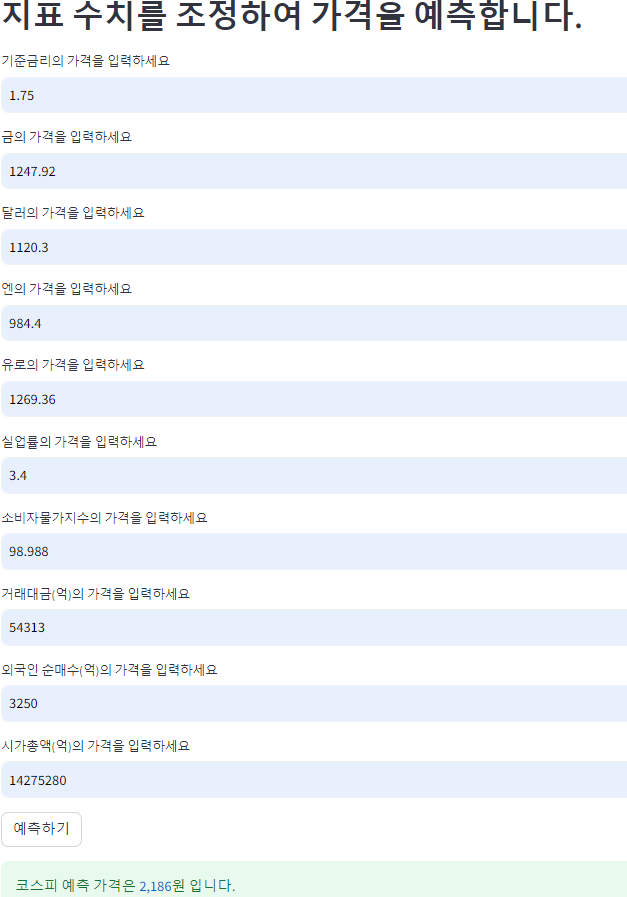 지표 수치를 조정하여 가격을 예측합니다.
기준금리의 가격을 입력하세요
1.75
금의 가격을 입력하세요
1247.92
달러의 가격을 입력하세요
1120.3
엔의 가격을 입력하세요
984.4
유로의 가격을 입력하세요
1269.36
실업률의 가격을 입력하세요
3.4
소비자물가지수의 가격을 입력하세요
98.988
거래대금(억)의 가격을 입력하세요
54313
외국인 순매수(억)의 가격을 입력하세요
3250
시가총액(억)의 가격을 입력하세요
14275280
예측하기
코스피 예측 가격은 2,186원 입니다.